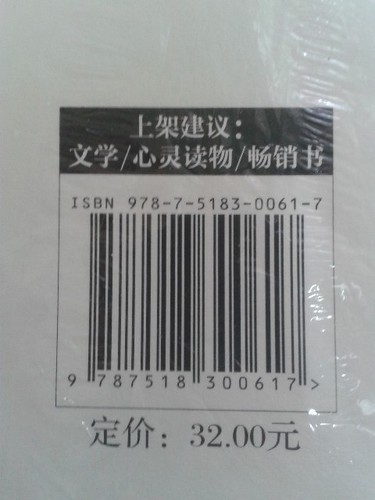 上架建议：
文学/心灵读物/畅销书
ISBN 978-7-5183-0061-7
9 787518 300617 >
定价：32.00元